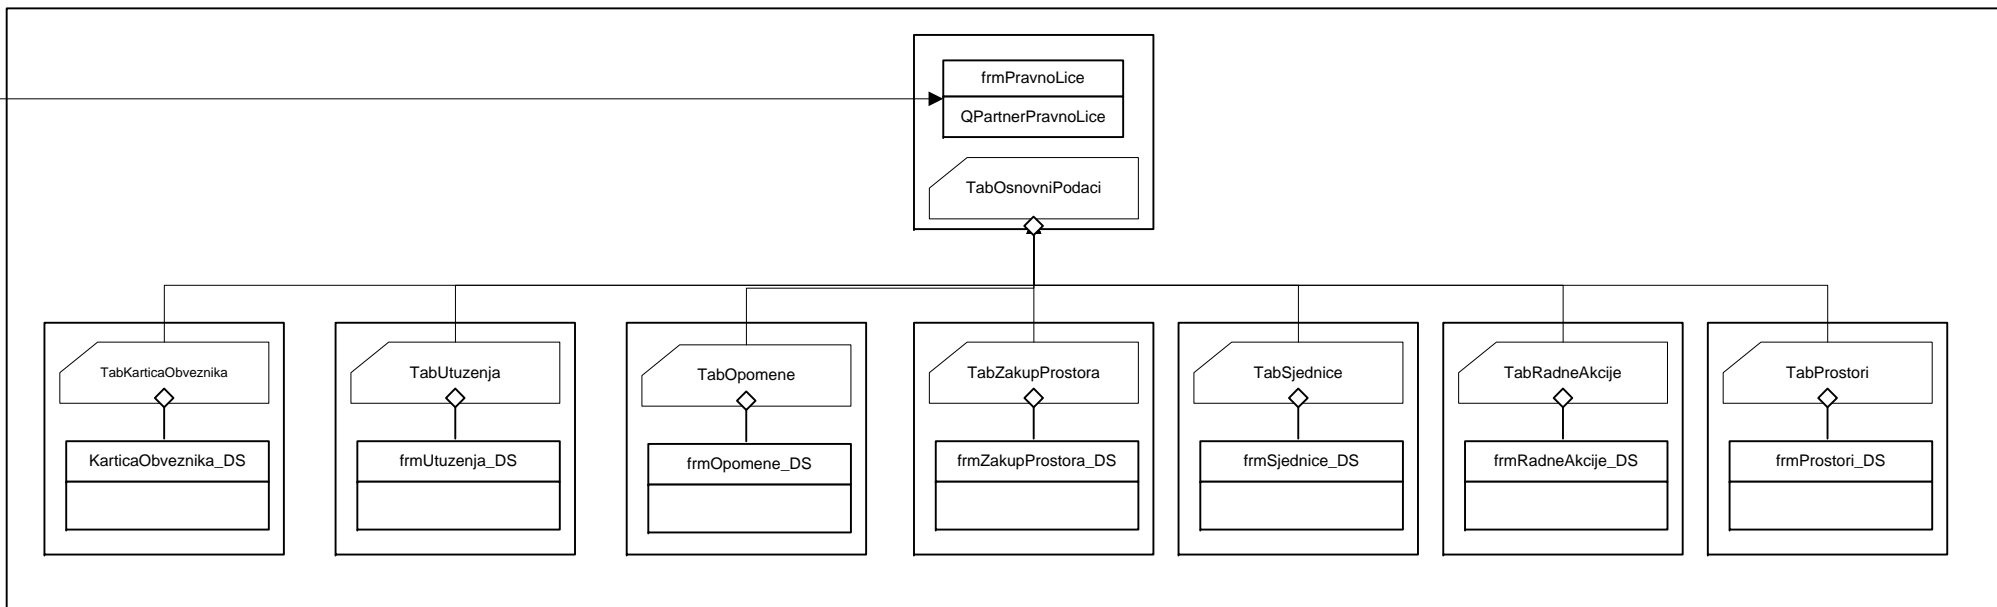 frmPravnoLice
QPartnerPravnoLice
TabOsnovniPodaci
TabKarticaObveznika
TabUtuzenja
TabOpomene
TabZakupProstora
TabSjednice
TabRadneAkcije
TabProstori
KarticaObveznika_DS
frmUtuzenja_DS
frmOpomene_DS
frmZakupProstora_DS
frmSjednice_DS
frmRadneAkcije_DS
frmProstori_DS